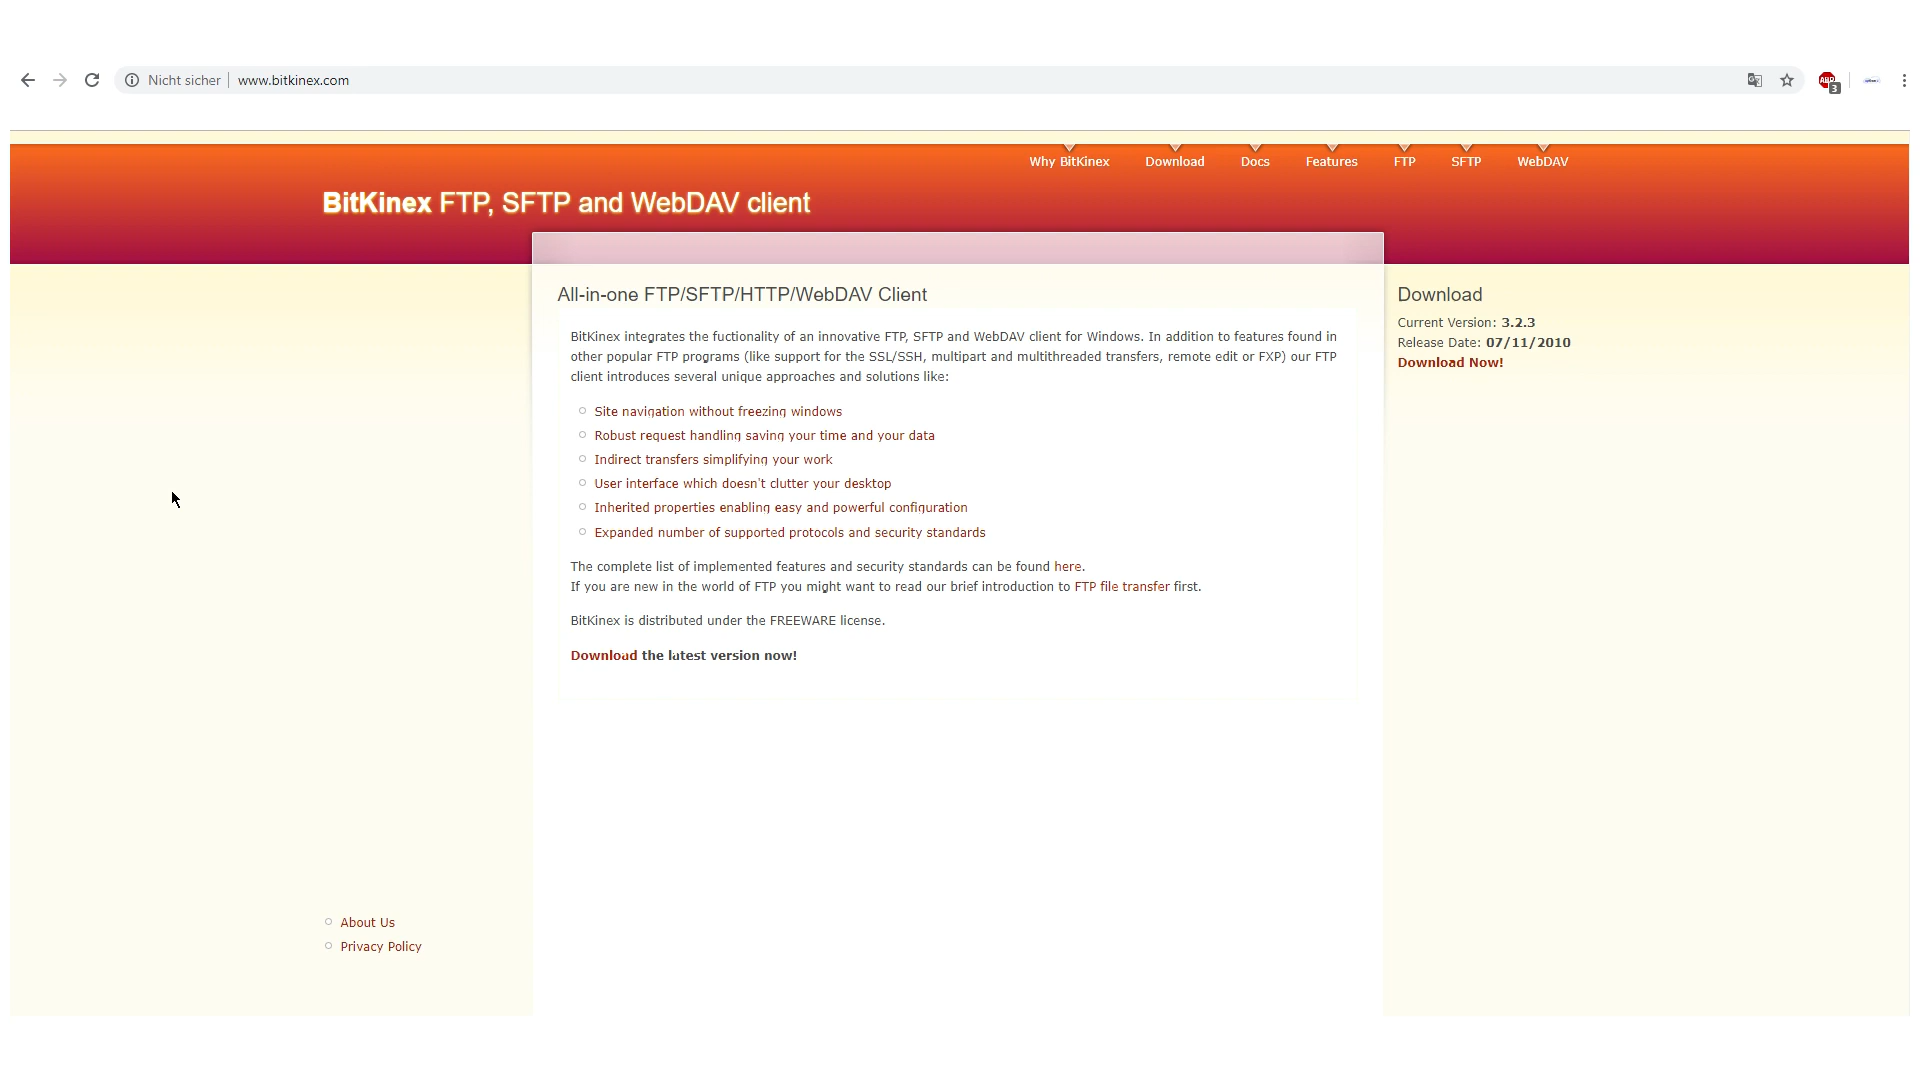 Nicht sicher | www.bitkinex.com
ABP
3
Why BitKinex Download Docs Features FTP SFTP WebDAV
BitKinex FTP, SFTP and WebDAV client
All-in-one FTP/SFTP/HTTP/WebDAV Client
BitKinex integrates the fuctionality of an innovative FTP, SFTP and WebDAV client for Windows. In addition to features found in
other popular FTP programs (like support for the SSL/SSH, multipart and multithreaded transfers, remote edit or FXP) our FTP
client introduces several unique approaches and solutions like:
Site navigation without freezing windows
Robust request handling saving your time and your data
Indirect transfers simplifying your work
User interface which doesn't clutter your desktop
Inherited properties enabling easy and powerful configuration
Expanded number of supported protocols and security standards
The complete list of implemented features and security standards can be found here.
If you are new in the world of FTP you might want to read our brief introduction to FTP file transfer first.
BitKinex is distributed under the FREEWARE license.
Download the latest version now!
Download
Current Version: 3.2.3
Release Date: 07/11/2010
Download Now!
About Us
Privacy Policy